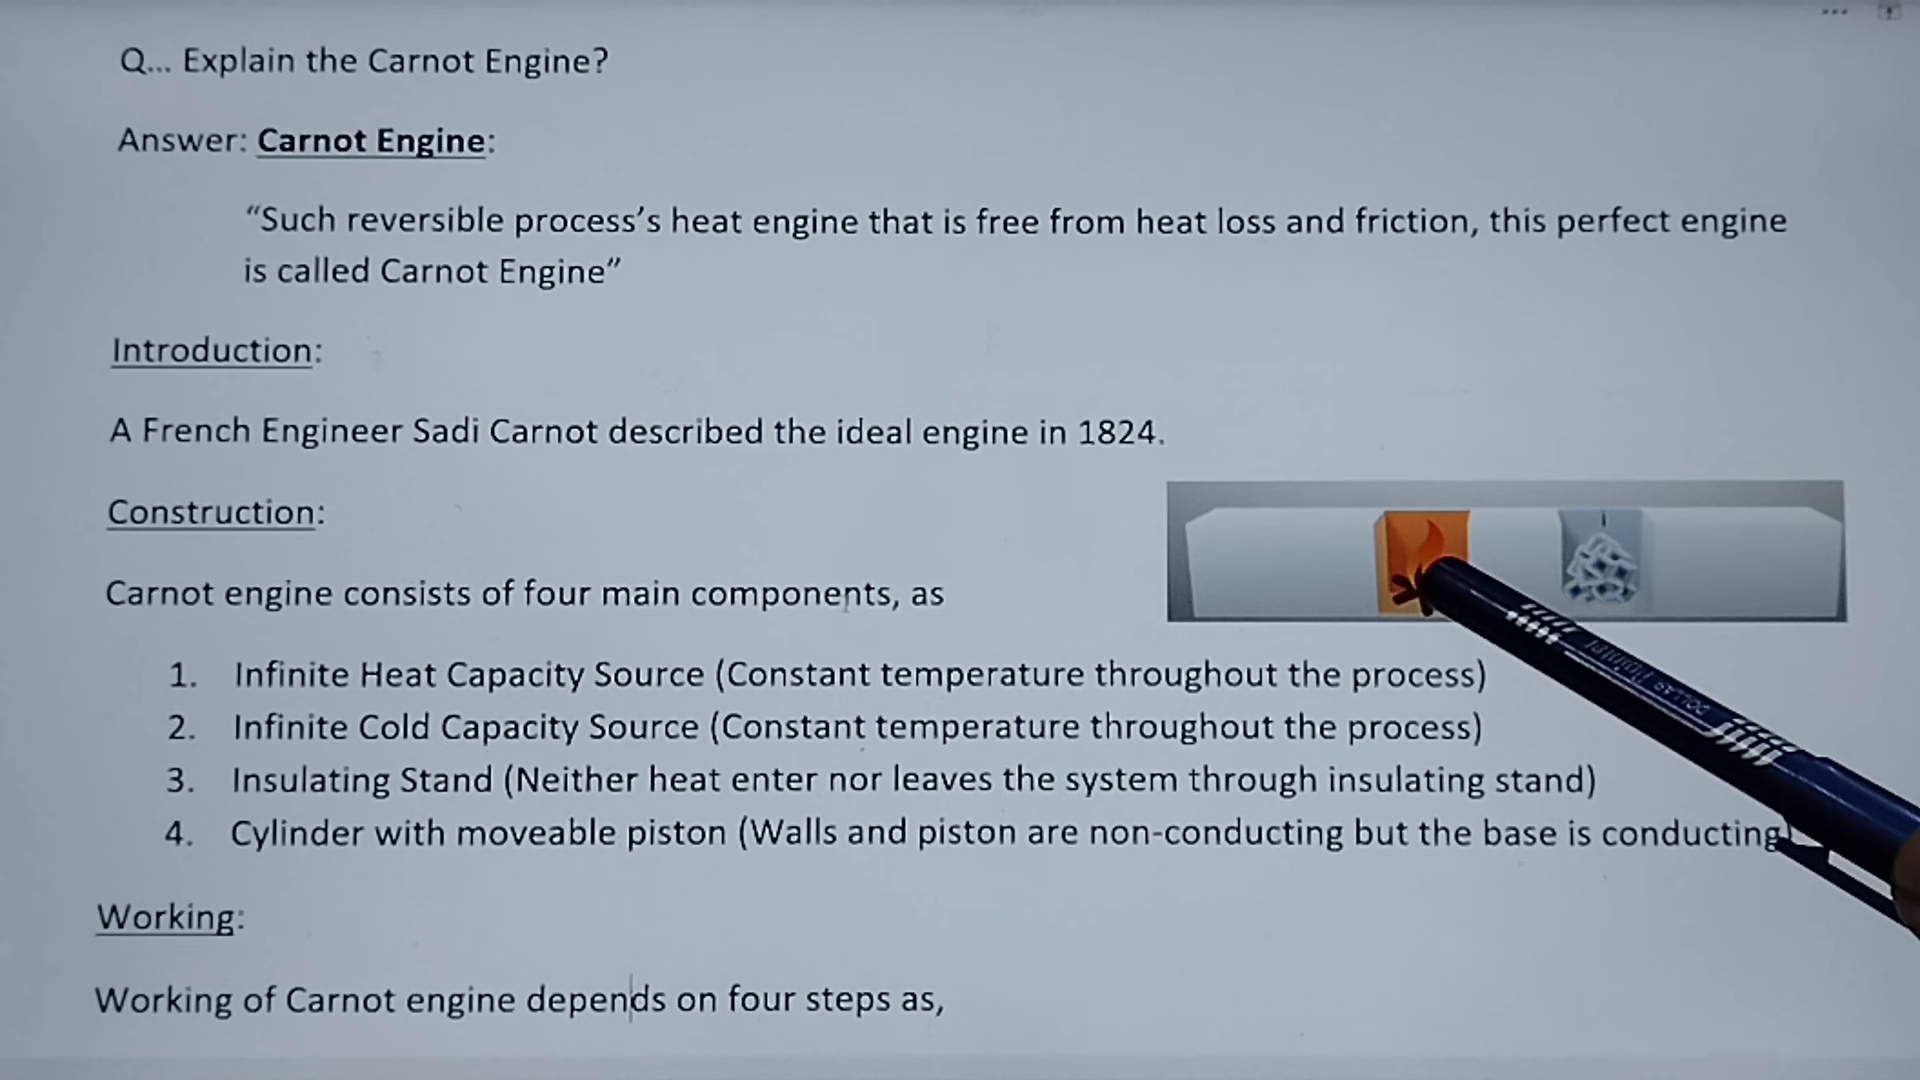 Q... Explain the Carnot Engine?
Answer: Carnot Engine:
“Such reversible process’s heat engine that is free from heat loss and friction, this perfect engine
is called Carnot Engine”
Introduction:
A French Engineer Sadi Carnot described the ideal engine in 1824.
Construction:
Carnot engine consists of four main components, as
1. Infinite Heat Capacity Source (Constant temperature throughout the process)
2. Infinite Cold Capacity Source (Constant temperature throughout the process)
3. Insulating Stand (Neither heat enter nor leaves the system through insulating stand)
4. Cylinder with moveable piston (Walls and piston are non-conducting but the base is conducting)
DOLLAR Pointer
Working:
Working of Carnot engine depends on four steps as,